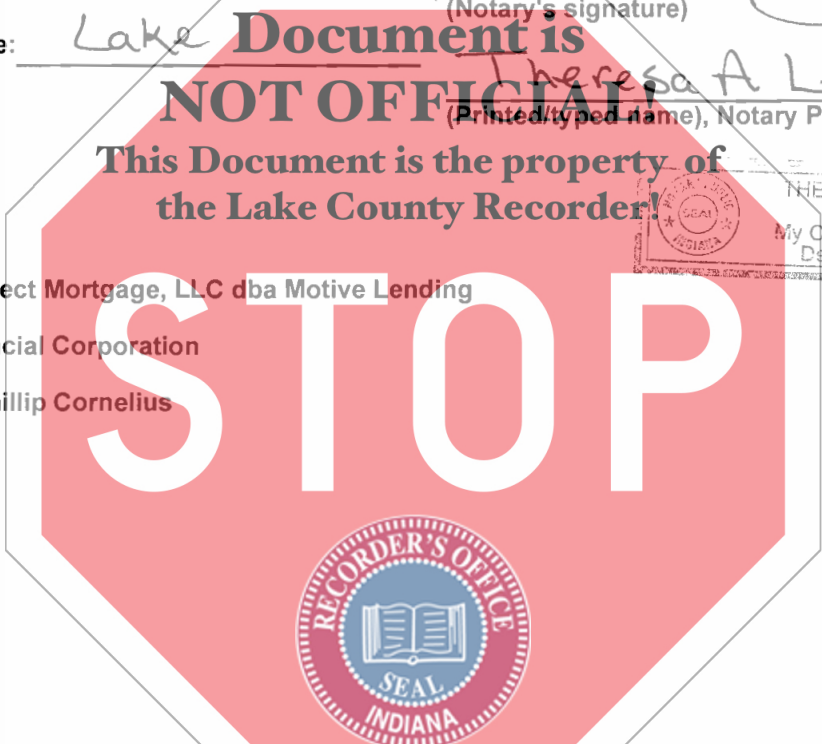 (Notary's signature)
e: Lake
Document is
NOT OFFICIAL!
Theresa A L
(Printed/typed name), Notary P
This Document is the property of
the Lake County Recorder!
NOTARY PUBLIC
SEAL
INDIANA
THE
My C
ect Mortgage, LLC dba Motive Lending
cial Corporation
illip Cornelius
STOP
RECORDER'S OFFICE
SEAL
INDIANA